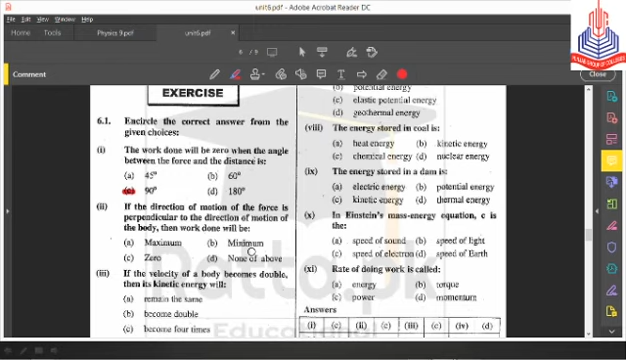 unit6.pdf - Adobe Acrobat Reader DC
File Edit View Window Help
Home Tools Physics 9.pdf unit6.pdf ×
6 / 9
Comment
Close
EXERCISE
6.1. Encircle the correct answer from the given choices:
(i) The work done will be zero when the angle between the force and the distance is:
(a) 45° (b) 60°
90° (d) 180°
(ii) If the direction of motion of the force is perpendicular to the direction of motion of the body, then work done will be:
(a) Maximum (b) Minimum
(c) Zero (d) None of above
(iii) If the velocity of a body becomes double, then its kinetic energy will:
(a) remain the same
(b) become double
(c) become four times
(b) potential energy
(c) elastic potential energy
(d) geothermal energy
(viii) The energy stored in coal is:
(a) heat energy (b) kinetic energy
(c) chemical energy (d) nuclear energy
(ix) The energy stored in a dam is:
(a) electric energy (b) potential energy
(c) kinetic energy (d) thermal energy
(x) In Einstein's mass-energy equation, c is the:
(a) speed of sound (b) speed of light
(c) speed of electron (d) speed of Earth
(xi) Rate of doing work is called:
(a) energy (b) torque
(c) power (d) momentum
Answers
(i) (c) (ii) (c) (iii) (c) (iv) (d)
Ratta.pk
Educational